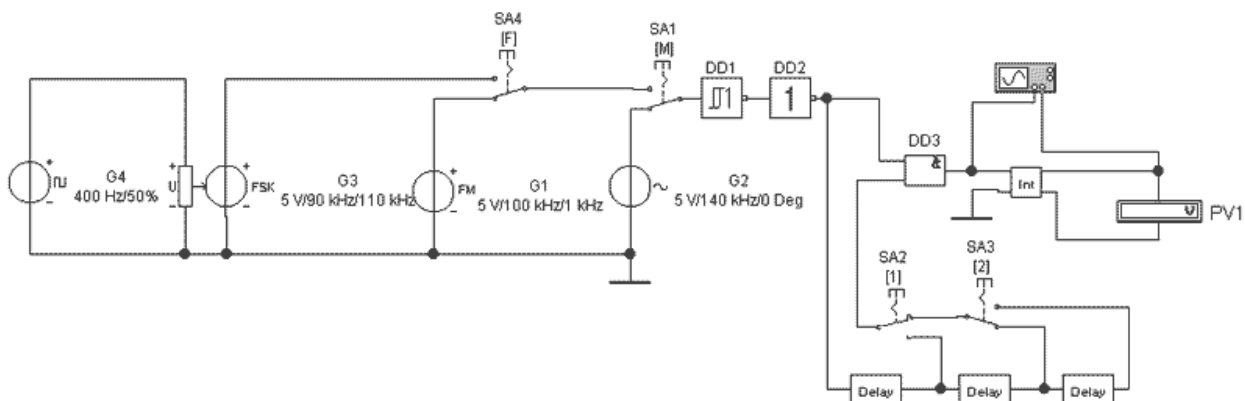 SA4
[F]
SA1
[M]
DD1
DD2
1
1
DD3
G4
400 Hz/50%
U
FSK
G3
5 V/90 kHz/110 kHz
FM
G1
5 V/100 kHz/1 kHz
G2
5 V/140 kHz/0 Deg
Int
V
PV1
SA2
[1]
SA3
[2]
Delay
Delay
Delay